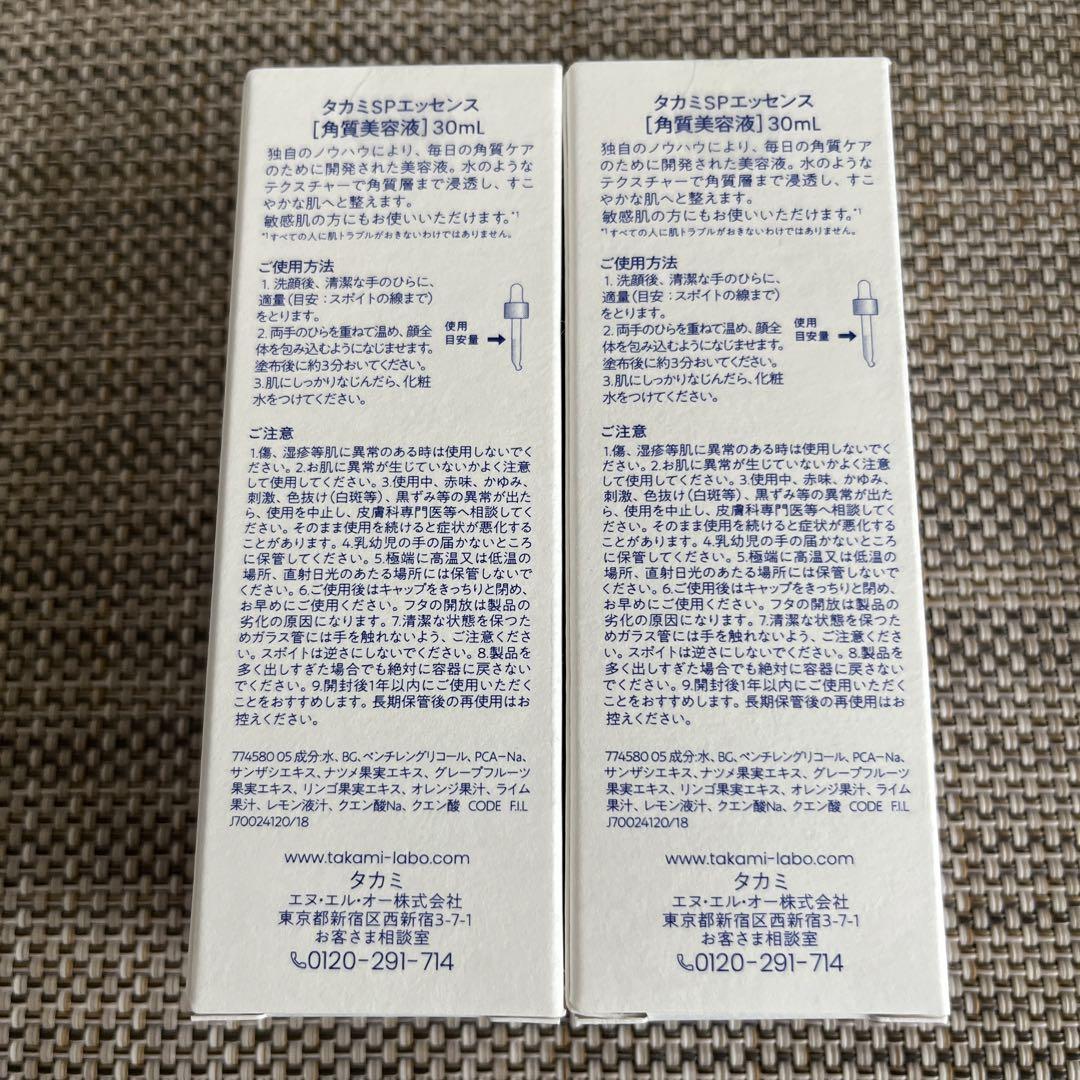 タカミSPエッセンス
[角質美容液]30mL
独自のノウハウにより、毎日の角質ケア
のために開発された美容液。水のような
テクスチャーで角質層まで浸透し、すこ
やかな肌へと整えます。
敏感肌の方にもお使いいただけます。*1
*1すべての人に肌トラブルがおきないわけではありません。
ご使用方法
1. 洗顔後、清潔な手のひらに、
適量(目安:スポイトの線まで)
をとります。
2. 両手のひらを重ねて温め、顔全
体を包み込むようになじませます。
塗布後に約3分おいてください。
3.肌にしっかりなじんだら、化粧
水をつけてください。
使用
目安量
ご注意
1.傷、湿疹等肌に異常のある時は使用しないでく
ださい。2.お肌に異常が生じていないかよく注意
して使用してください。3.使用中、赤味、かゆみ、
刺激、色抜け(白斑等)、黒ずみ等の異常が出た
ら、使用を中止し、皮膚科専門医等へ相談してく
ださい。そのまま使用を続けると症状が悪化する
ことがあります。4.乳幼児の手の届かないところ
に保管してください。5.極端に高温又は低温の
場所、直射日光のあたる場所には保管しないで
ください。6.ご使用後はキャップをきっちりと閉め、
お早めにご使用ください。フタの開放は製品の
劣化の原因になります。7.清潔な状態を保つた
めガラス管には手を触れないよう、ご注意くださ
い。スポイトは逆さにしないでください。8.製品を
多く出しすぎた場合でも絶対に容器に戻さない
でください。9.開封後1年以内にご使用いただく
ことをおすすめします。長期保管後の再使用はお
控えください。
774580 05 成分:水、BG、ペンチレングリコール、PCA-Na、
サンザシエキス、ナツメ果実エキス、グレープフルーツ
果実エキス、リンゴ果実エキス、オレンジ果汁、ライム
果汁、レモン液汁、クエン酸Na、クエン酸 CODE F.I.L
J70024120/18
www.takami-labo.com
タカミ
エヌ・エル・オー株式会社
東京都新宿区西新宿3-7-1
お客さま相談室
0120-291-714
タカミSPエッセンス
[角質美容液]30mL
独自のノウハウにより、毎日の角質ケア
のために開発された美容液。水のような
テクスチャーで角質層まで浸透し、すこ
やかな肌へと整えます。
敏感肌の方にもお使いいただけます。*1
*1すべての人に肌トラブルがおきないわけではありません。
ご使用方法
1. 洗顔後、清潔な手のひらに、
適量(目安:スポイトの線まで)
をとります。
2. 両手のひらを重ねて温め、顔全
体を包み込むようになじませます。
塗布後に約3分おいてください。
3.肌にしっかりなじんだら、化粧
水をつけてください。
使用
目安量
ご注意
1.傷、湿疹等肌に異常のある時は使用しないでく
ださい。2.お肌に異常が生じていないかよく注意
して使用してください。3.使用中、赤味、かゆみ、
刺激、色抜け(白斑等)、黒ずみ等の異常が出た
ら、使用を中止し、皮膚科専門医等へ相談してく
ださい。そのまま使用を続けると症状が悪化する
ことがあります。4.乳幼児の手の届かないところ
に保管してください。5.極端に高温又は低温の
場所、直射日光のあたる場所には保管しないで
ください。6.ご使用後はキャップをきっちりと閉め、
お早めにご使用ください。フタの開放は製品の
劣化の原因になります。7.清潔な状態を保つた
めガラス管には手を触れないよう、ご注意くださ
い。スポイトは逆さにしないでください。8.製品を
多く出しすぎた場合でも絶対に容器に戻さない
でください。9.開封後1年以内にご使用いただく
ことをおすすめします。長期保管後の再使用はお
控えください。
774580 05 成分:水、BG、ペンチレングリコール、PCA-Na、
サンザシエキス、ナツメ果実エキス、グレープフルーツ
果実エキス、リンゴ果実エキス、オレンジ果汁、ライム
果汁、レモン液汁、クエン酸Na、クエン酸 CODE F.I.L
J70024120/18
www.takami-labo.com
タカミ
エヌ・エル・オー株式会社
東京都新宿区西新宿3-7-1
お客さま相談室
0120-291-714